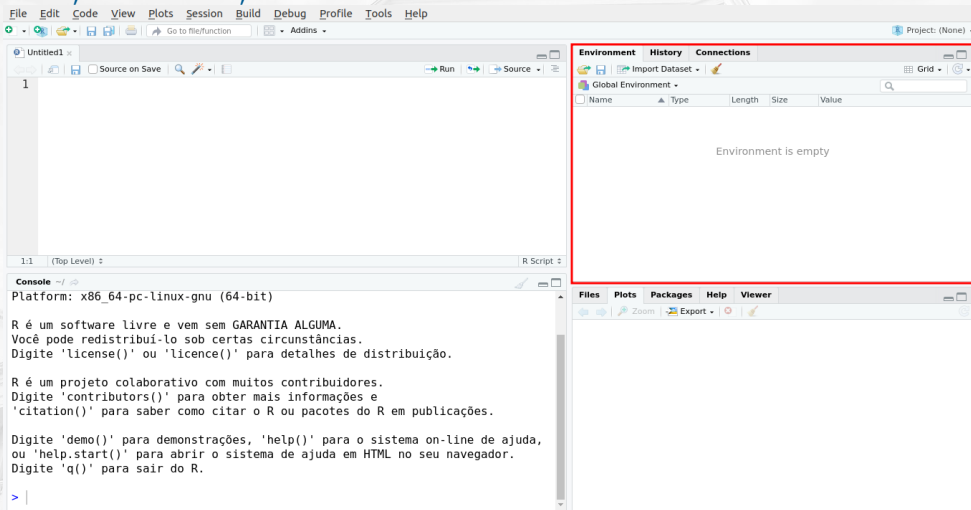 File Edit Code View Plots Session Build Debug Profile Tools Help
Go to file/function Addins Project: (None)
Untitled1
Source on Save Run Source
1
1:1 (Top Level) R Script
Console ~/
Platform: x86_64-pc-linux-gnu (64-bit)
R é um software livre e vem sem GARANTIA ALGUMA.
Você pode redistribuí-lo sob certas circunstâncias.
Digite 'license()' ou 'licence()' para detalhes de distribuição.
R é um projeto colaborativo com muitos contribuidores.
Digite 'contributors()' para obter mais informações e
'citation()' para saber como citar o R ou pacotes do R em publicações.
Digite 'demo()' para demonstrações, 'help()' para o sistema on-line de ajuda,
ou 'help.start()' para abrir o sistema de ajuda em HTML no seu navegador.
Digite 'q()' para sair do R.
>
Environment History Connections
Import Dataset Grid
Global Environment
Name Type Length Size Value
Environment is empty
Files Plots Packages Help Viewer
Zoom Export